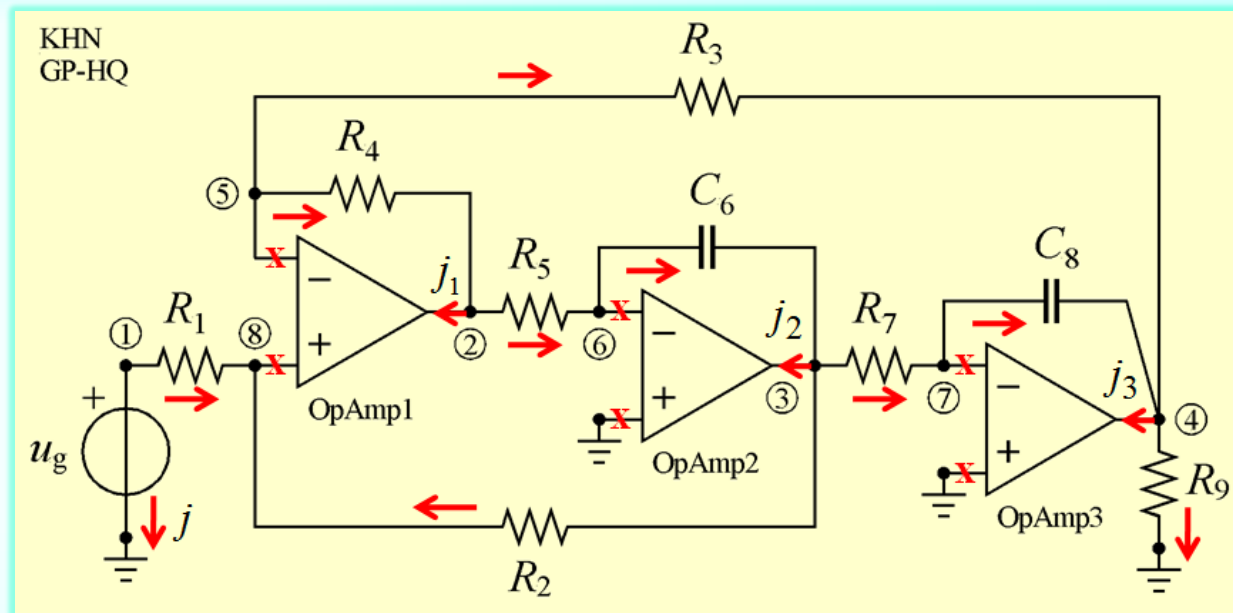 KHN
GP-HQ
R₃
R₄
⑤
C₆
x
−
j₁
R₅
C₈
①
R₁
⑧
x
+
②
⑥
x
−
j₂
R₇
OpAmp1
③
⑦
x
−
j₃
④
+
u_g
x
+
OpAmp2
x
+
R₉
OpAmp3
j
R₂